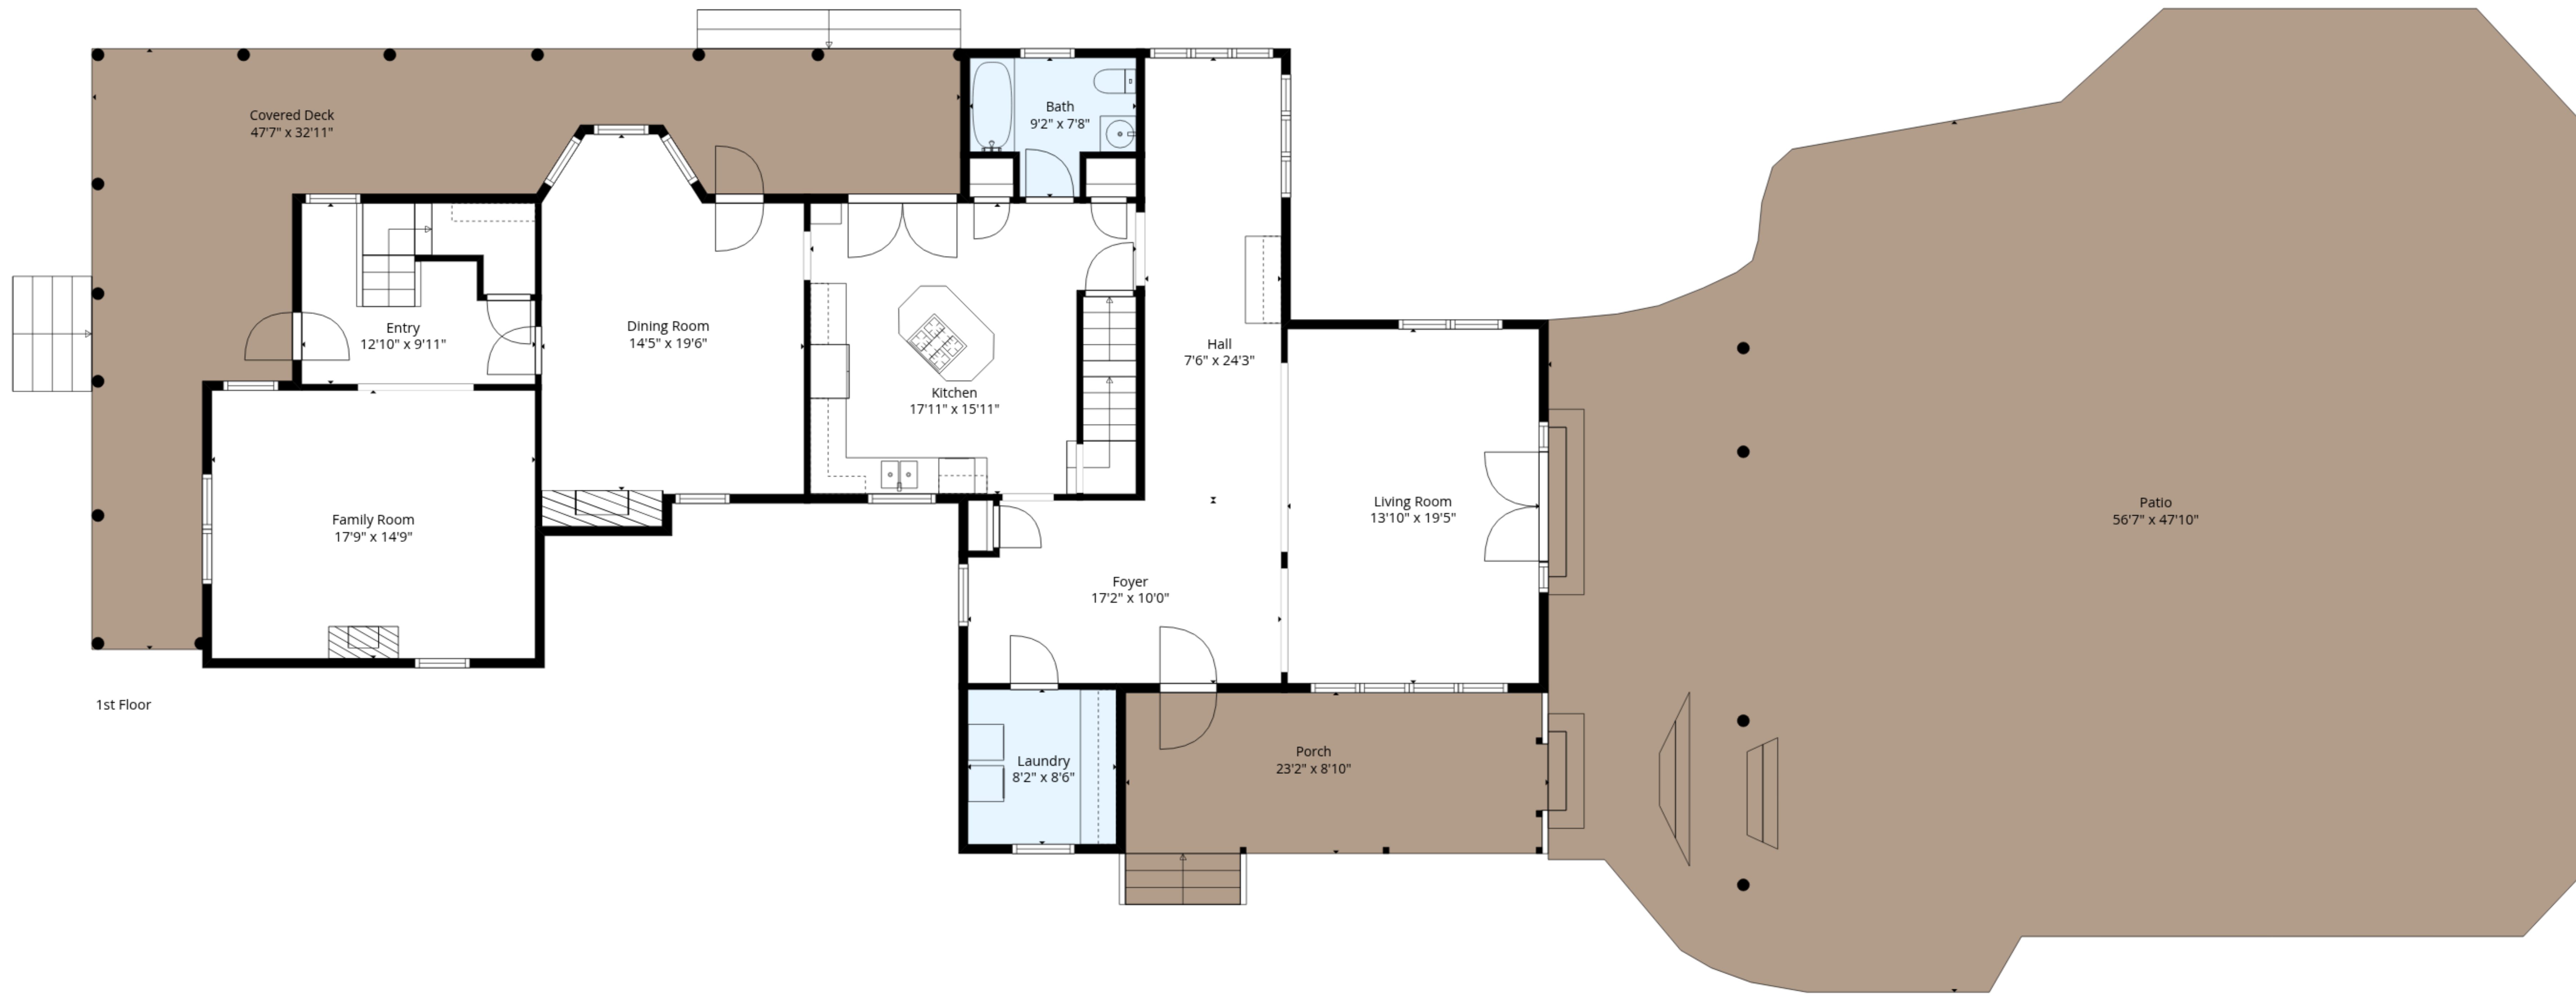 Covered Deck
47'7" x 32'11"
Bath
9'2" x 7'8"
Entry
12'10" x 9'11"
Dining Room
14'5" x 19'6"
Kitchen
17'11" x 15'11"
Hall
7'6" x 24'3"
Living Room
13'10" x 19'5"
Patio
56'7" x 47'10"
Family Room
17'9" x 14'9"
Foyer
17'2" x 10'0"
1st Floor
Laundry
8'2" x 8'6"
Porch
23'2" x 8'10"